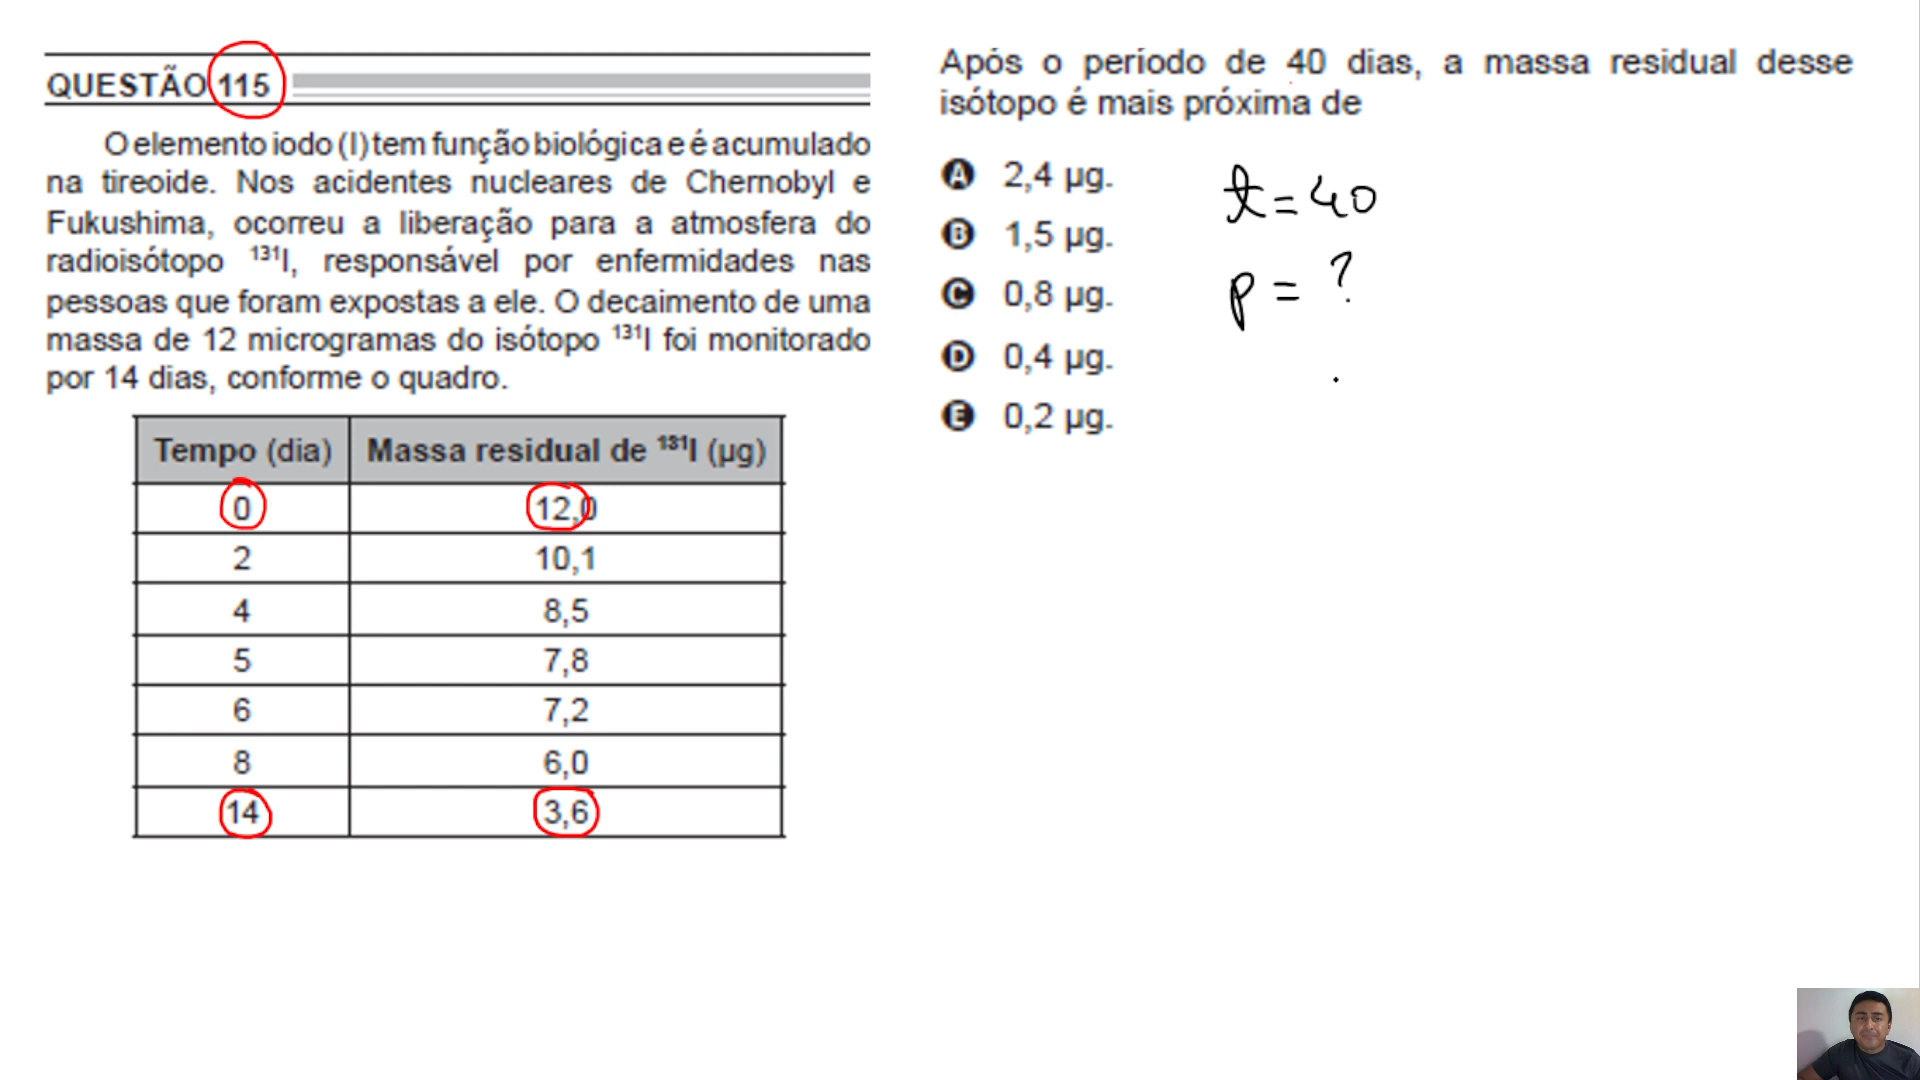 QUESTÃO 115
O elemento iodo (I) tem função biológica e é acumulado
na tireoide. Nos acidentes nucleares de Chernobyl e
Fukushima, ocorreu a liberação para a atmosfera do
radioisótopo ¹³¹I, responsável por enfermidades nas
pessoas que foram expostas a ele. O decaimento de uma
massa de 12 microgramas do isótopo ¹³¹I foi monitorado
por 14 dias, conforme o quadro.
Tempo (dia) Massa residual de ¹³¹I (µg)
0 12,0
2 10,1
4 8,5
5 7,8
6 7,2
8 6,0
14 3,6
Após o período de 40 dias, a massa residual desse
isótopo é mais próxima de
A 2,4 µg.
B 1,5 µg.
C 0,8 µg.
D 0,4 µg.
E 0,2 µg.
t = 40
p = ?